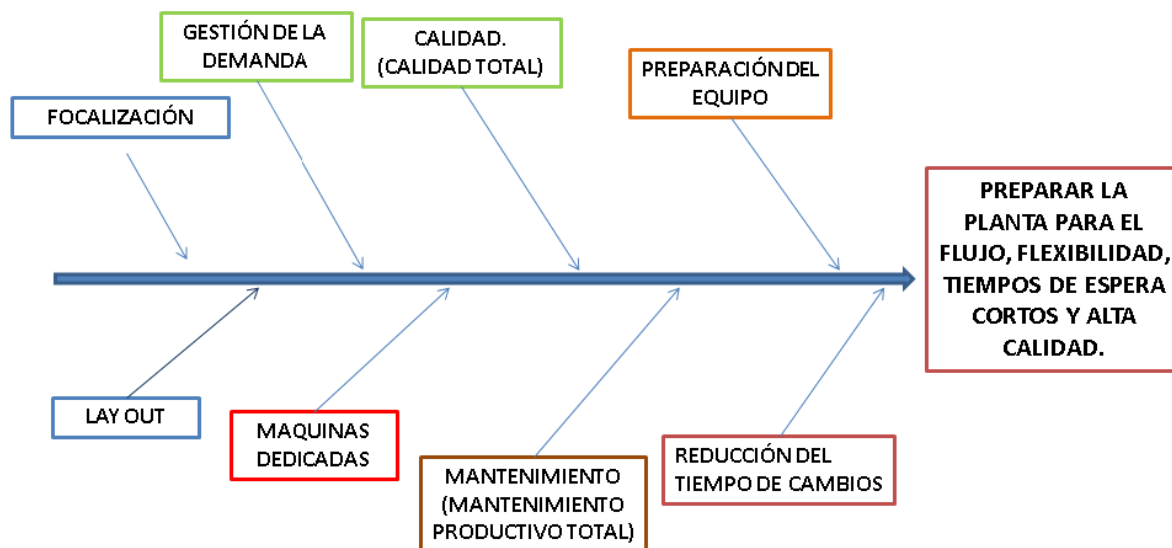 GESTIÓN DE LA
DEMANDA
CALIDAD.
(CALIDAD TOTAL)
PREPARACIÓN DEL
EQUIPO
FOCALIZACIÓN
PREPARAR LA
PLANTA PARA EL
FLUJO, FLEXIBILIDAD,
TIEMPOS DE ESPERA
CORTOS Y ALTA
CALIDAD.
LAY OUT
MAQUINAS
DEDICADAS
MANTENIMIENTO
(MANTENIMIENTO
PRODUCTIVO TOTAL)
REDUCCIÓN DEL
TIEMPO DE CAMBIOS